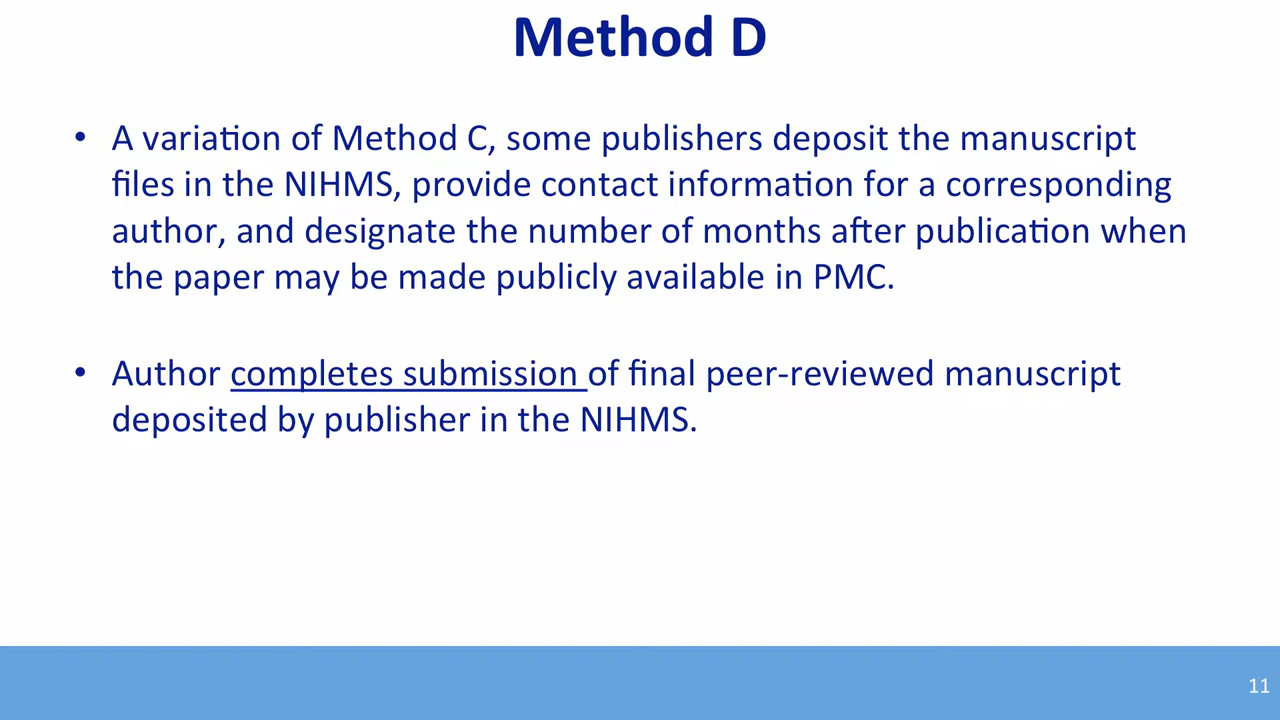 Method D
• A variation of Method C, some publishers deposit the manuscript
files in the NIHMS, provide contact information for a corresponding
author, and designate the number of months after publication when
the paper may be made publicly available in PMC.
• Author completes submission of final peer-reviewed manuscript
deposited by publisher in the NIHMS.
11